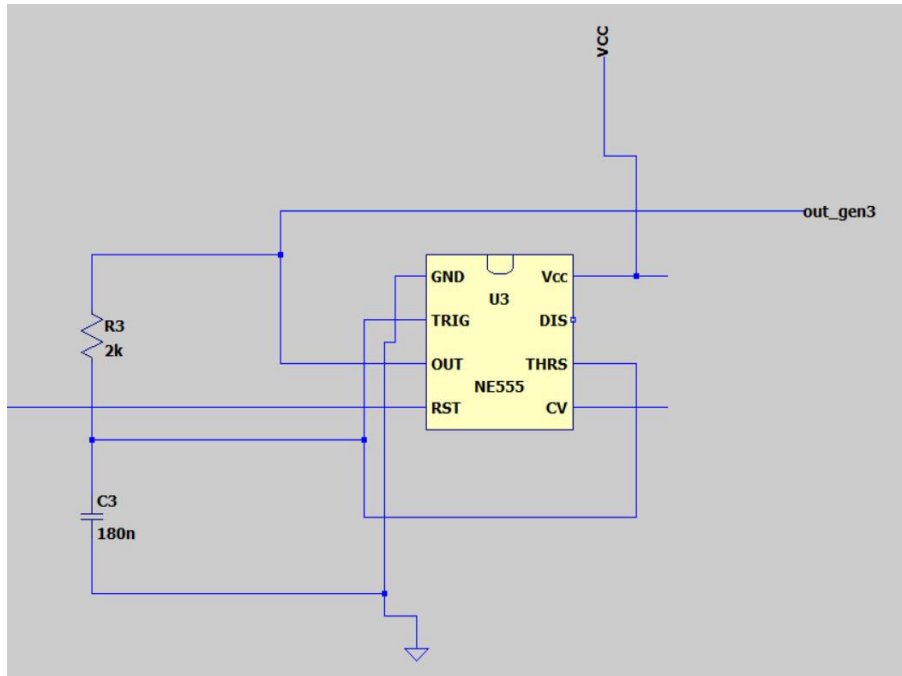 VCC
out_gen3
GND
Vcc
U3
TRIG
DIS
R3
2k
OUT
THRS
NE555
RST
CV
C3
180n